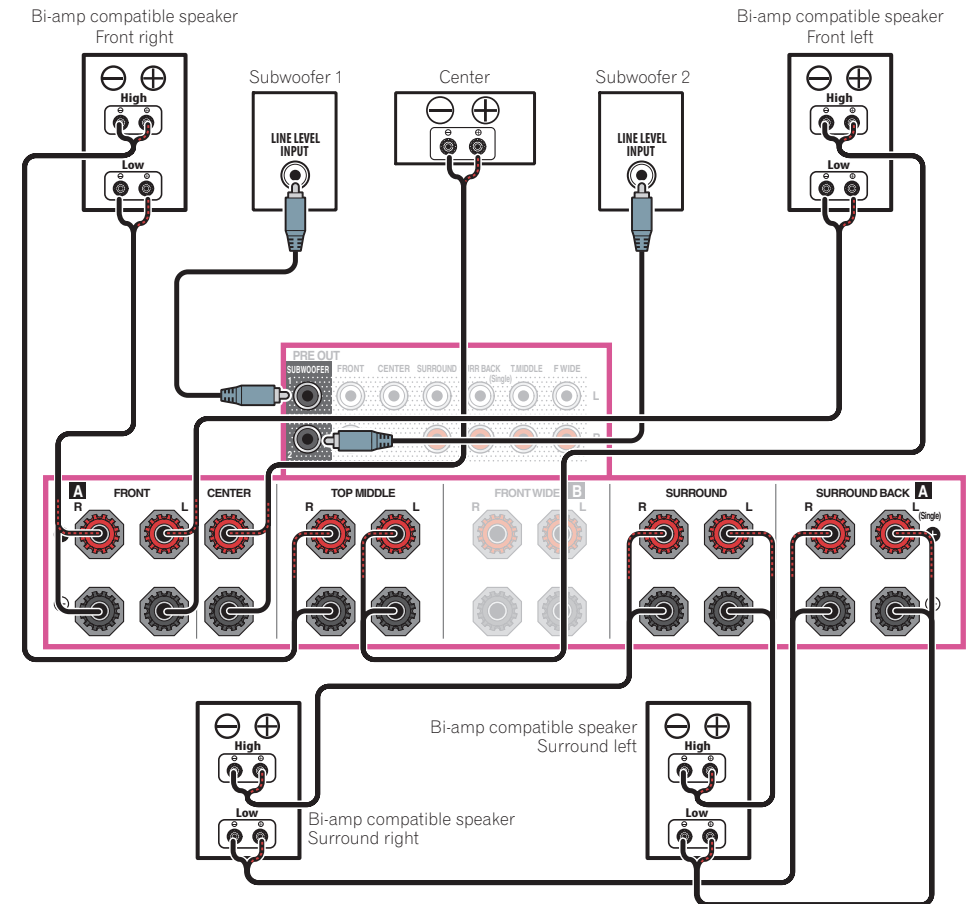 Bi-amp compatible speaker
Front right
Bi-amp compatible speaker
Front left
Subwoofer 1
Center
Subwoofer 2
High
Low
LINE LEVEL
INPUT
LINE LEVEL
INPUT
High
Low
PRE OUT
SUBWOOFER
FRONT
CENTER
SURROUND
T.MIDDLE
F WIDE
(Single)
1
L
2
A
FRONT
CENTER
TOP MIDDLE
FRONT WIDE
B
SURROUND
SURROUND BACK
A
R
L
R
L
R
L
R
L
R
L
(Single)
Bi-amp compatible speaker
Surround left
High
Low
High
Low
Bi-amp compatible speaker
Surround right